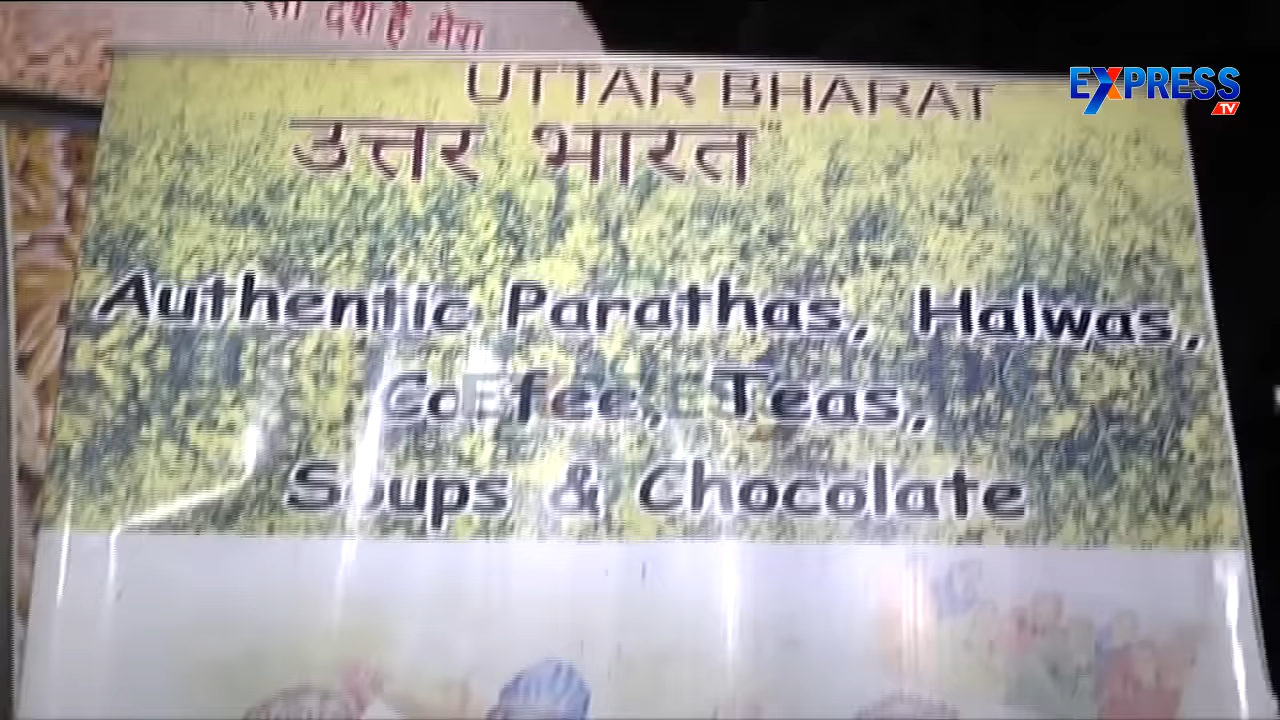 देश है मेरा
EXPRESS
TV
UTTAR BHARAT
उत्तर भारत
Authentic Parathas, Halwas,
Coffee, Teas,
Soups & Chocolate